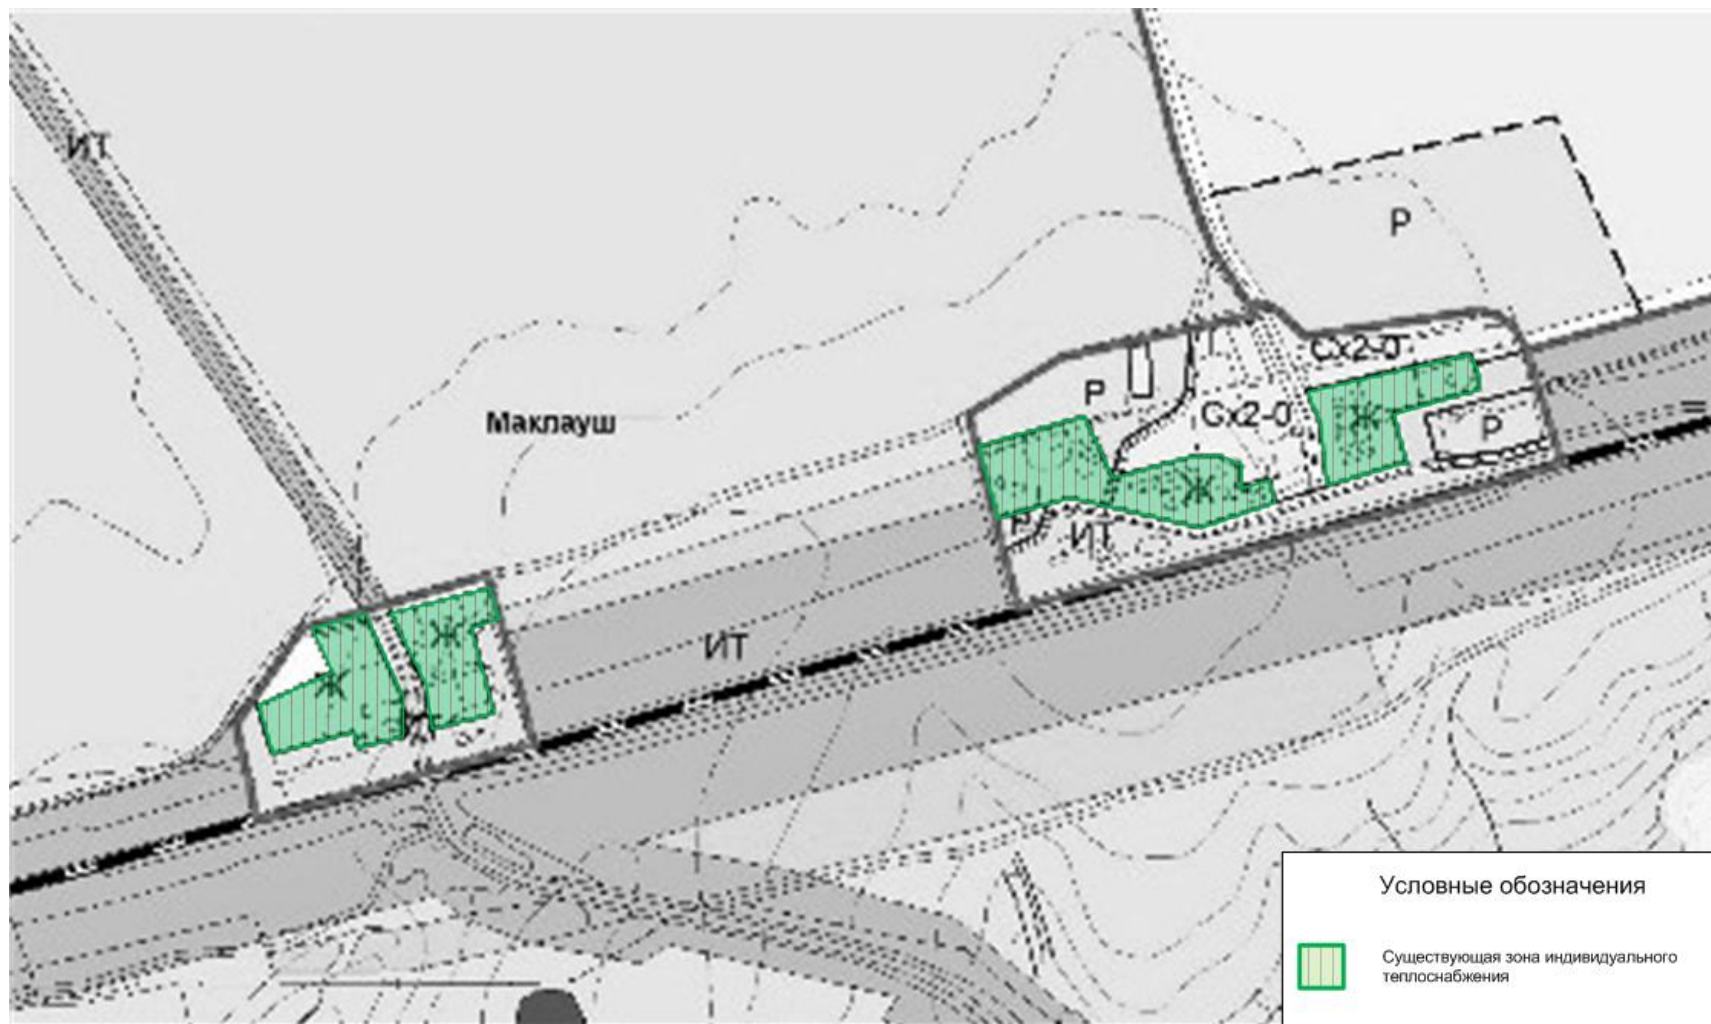 ИТ
Р
Сх2-0
Р
Сх2-0
Ж
Р
Маклауш
Ж
Р
ИТ
Ж
ИТ
Ж
Условные обозначения
Существующая зона индивидуального
теплоснабжения